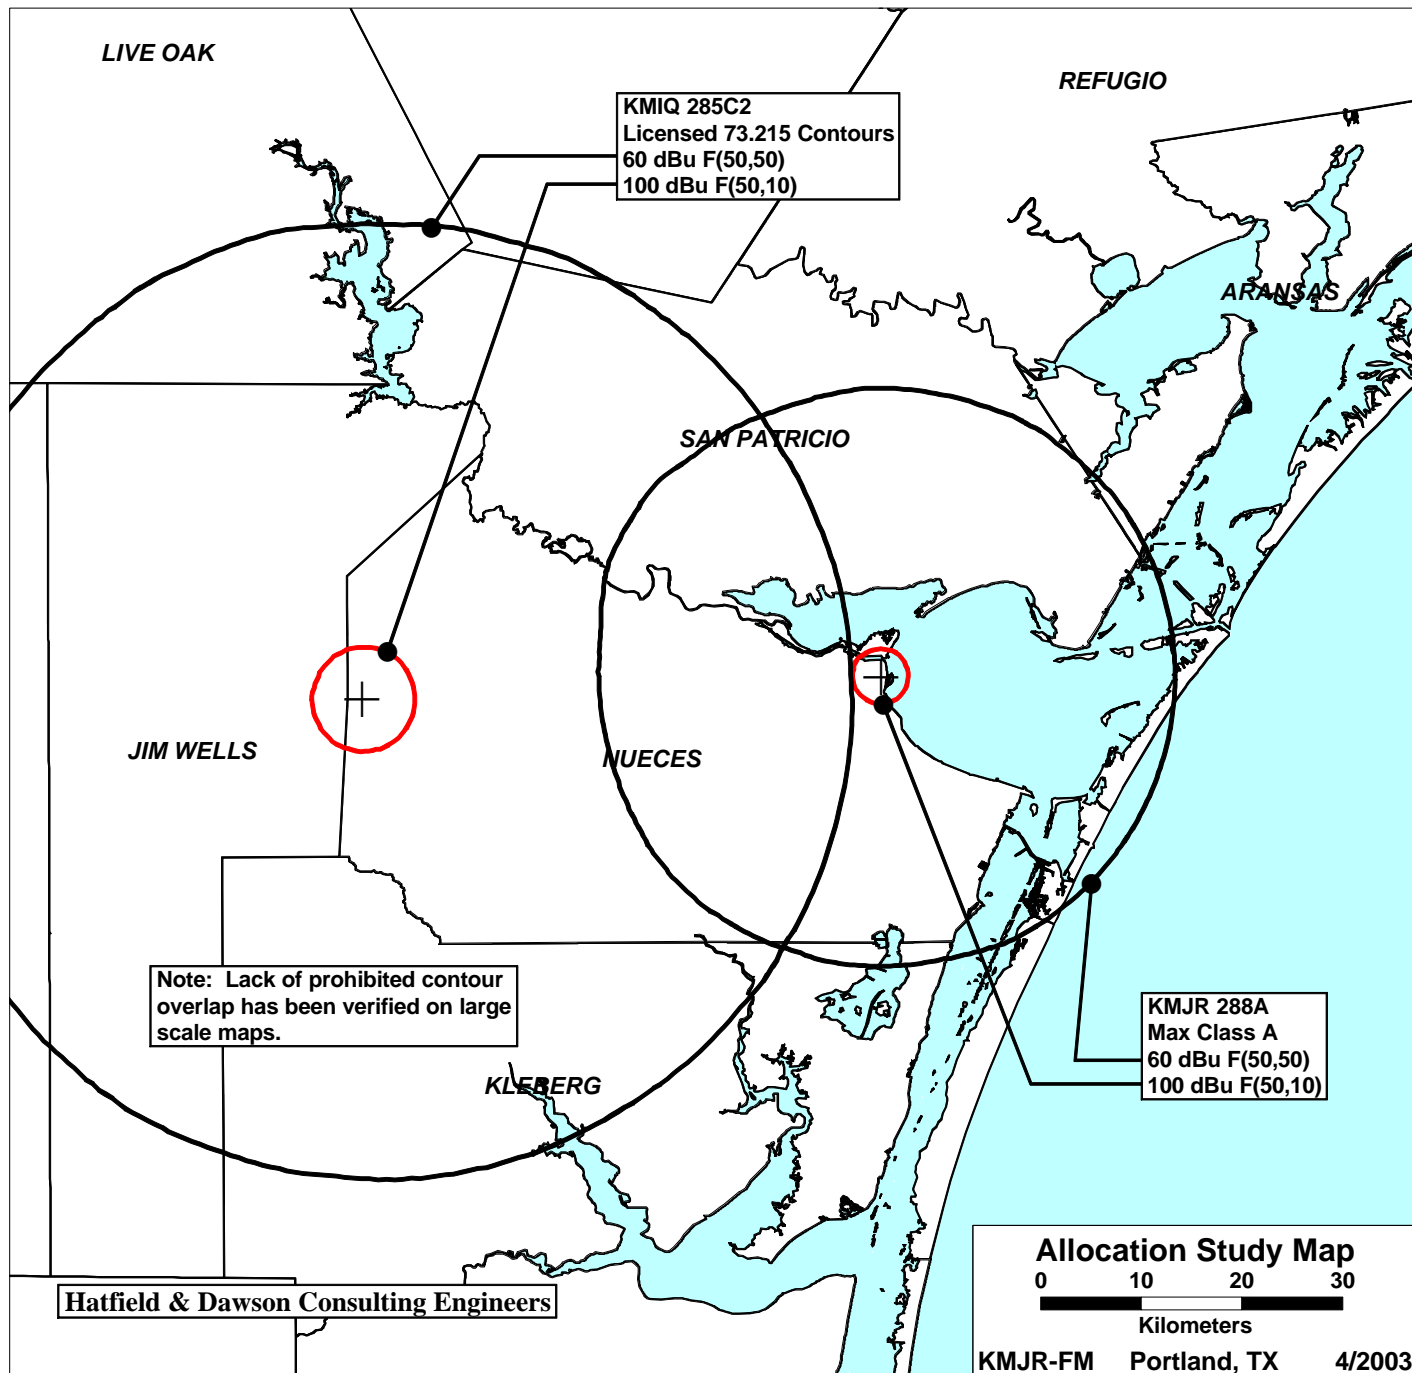 LIVE OAK
REFUGIO
KMIQ 285C2
Licensed 73.215 Contours
60 dBu F(50,50)
100 dBu F(50,10)
ARANSAS
SAN PATRICIO
JIM WELLS
NUECES
Note: Lack of prohibited contour
overlap has been verified on large
scale maps.
KMJR 288A
Max Class A
60 dBu F(50,50)
100 dBu F(50,10)
KLEBERG
Hatfield & Dawson Consulting Engineers
Allocation Study Map
0 10 20 30
Kilometers
KMJR-FM Portland, TX 4/2003